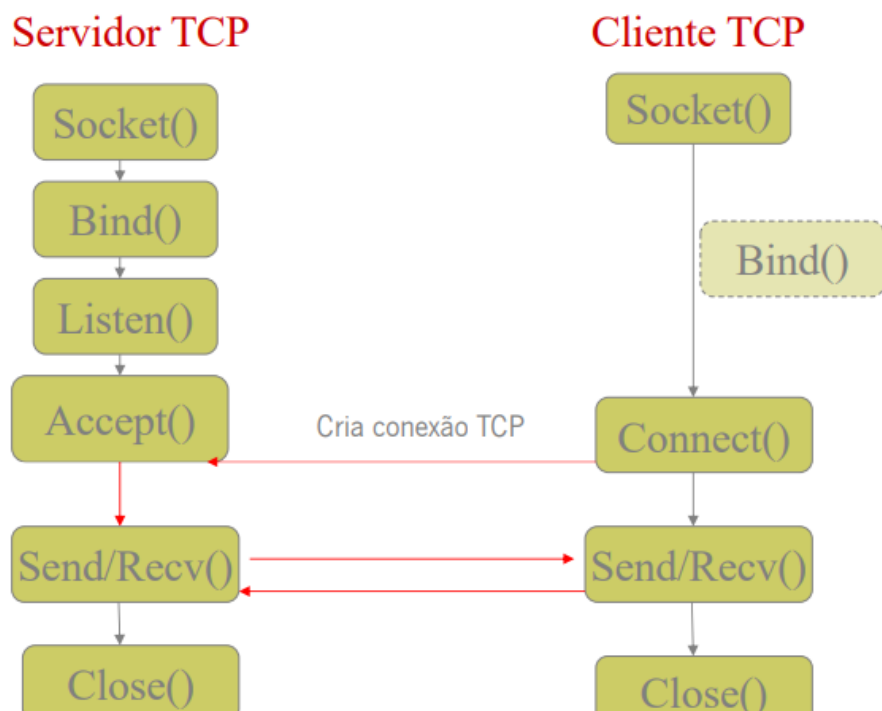 Servidor TCP
Cliente TCP
Socket()
Socket()
Bind()
Bind()
Listen()
Accept()
Cria conexão TCP
Connect()
Send/Recv()
Send/Recv()
Close()
Close()